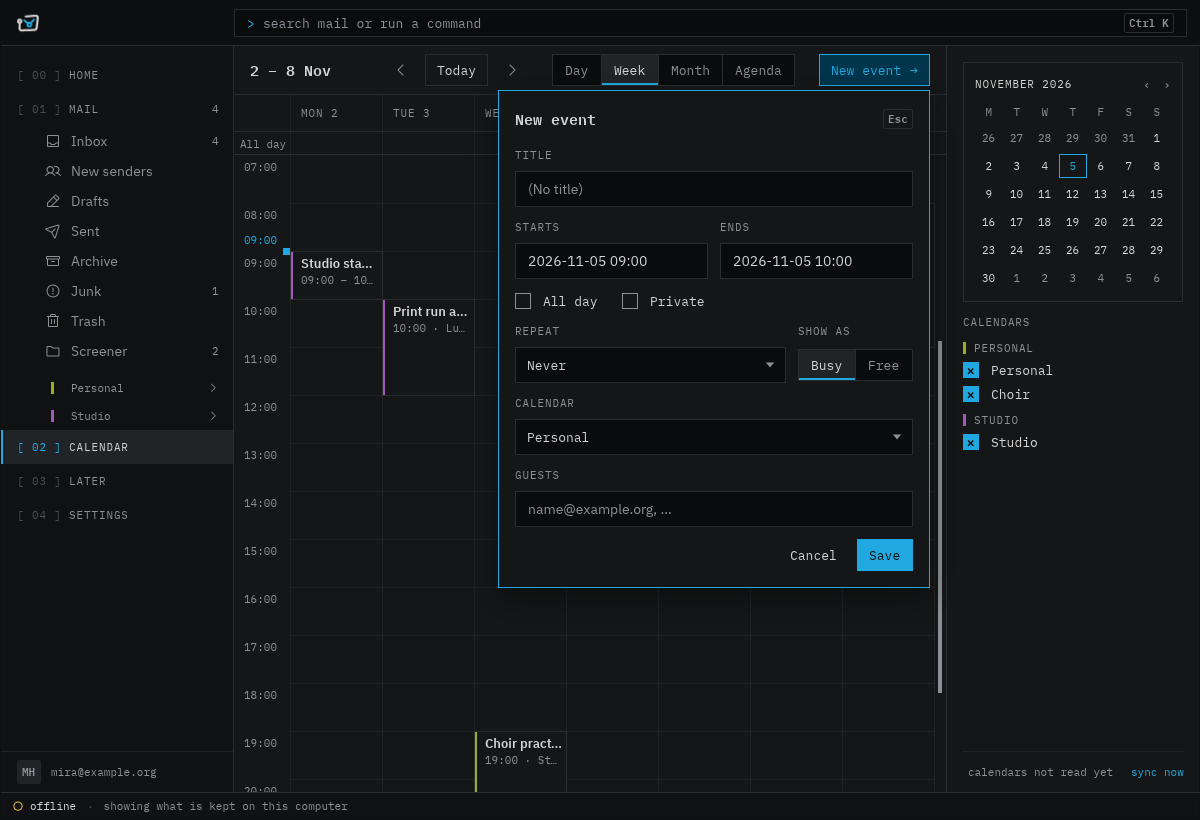 > search mail or run a command Ctrl K
[ 00 ] HOME
[ 01 ] MAIL 4
Inbox 4
New senders
Drafts
Sent
Archive
Junk 1
Trash
Screener 2
Personal
Studio
[ 02 ] CALENDAR
[ 03 ] LATER
[ 04 ] SETTINGS
MH mira@example.org
2 – 8 Nov Today Day Week Month Agenda New event →
MON 2 TUE 3 WE
All day
07:00
08:00
09:00
09:00
10:00
11:00
12:00
13:00
14:00
15:00
16:00
17:00
18:00
19:00
20:00
Studio sta…
09:00 – 10…
Print run a…
10:00 · Lu…
Choir pract…
19:00 · St…
New event Esc
TITLE
(No title)
STARTS ENDS
2026-11-05 09:00 2026-11-05 10:00
All day Private
REPEAT SHOW AS
Never Busy Free
CALENDAR
Personal
GUESTS
name@example.org, …
Cancel Save
NOVEMBER 2026 ‹ ›
M T W T F S S
26 27 28 29 30 31 1
2 3 4 5 6 7 8
9 10 11 12 13 14 15
16 17 18 19 20 21 22
23 24 25 26 27 28 29
30 1 2 3 4 5 6
CALENDARS
PERSONAL
Personal
Choir
STUDIO
Studio
calendars not read yet sync now
offline · showing what is kept on this computer